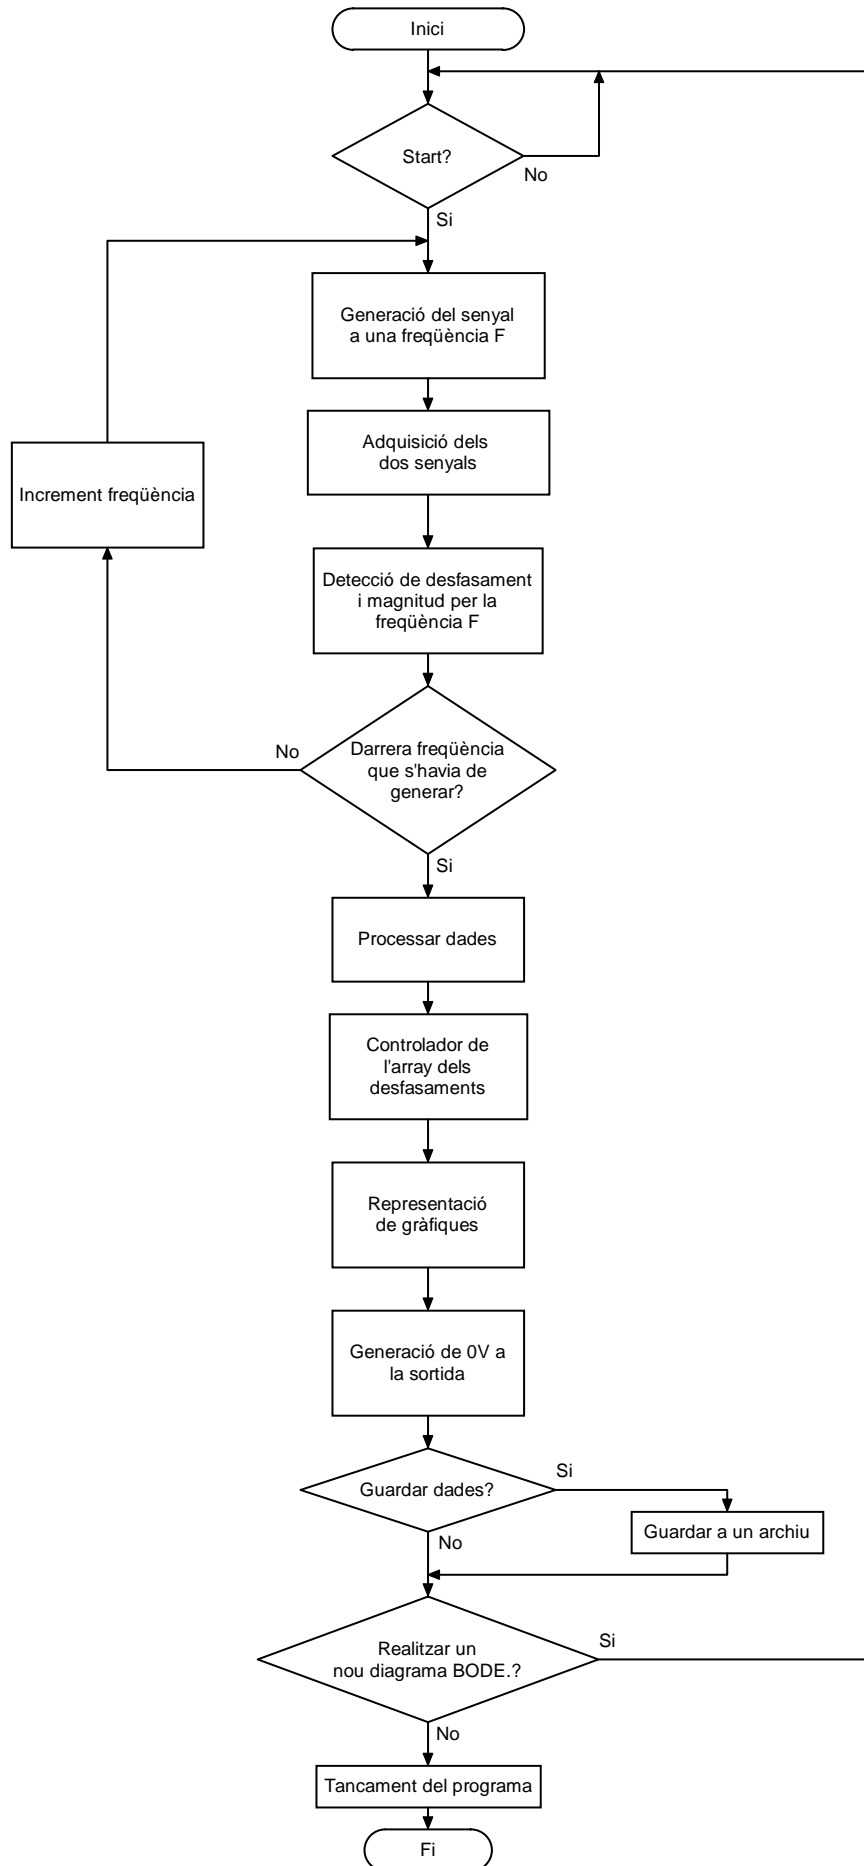 Inici
Start?
No
Si
Generació del senyal
a una freqüència F
Adquisició dels
dos senyals
Increment freqüència
Detecció de desfasament
i magnitud per la
freqüència F
No
Darrera freqüència
que s'havia de
generar?
Si
Processar dades
Controlador de
l'array dels
desfasaments
Representació
de gràfiques
Generació de 0V a
la sortida
Guardar dades?
Si
Guardar a un archiu
No
Realitzar un
nou diagrama BODE.?
Si
No
Tancament del programa
Fi